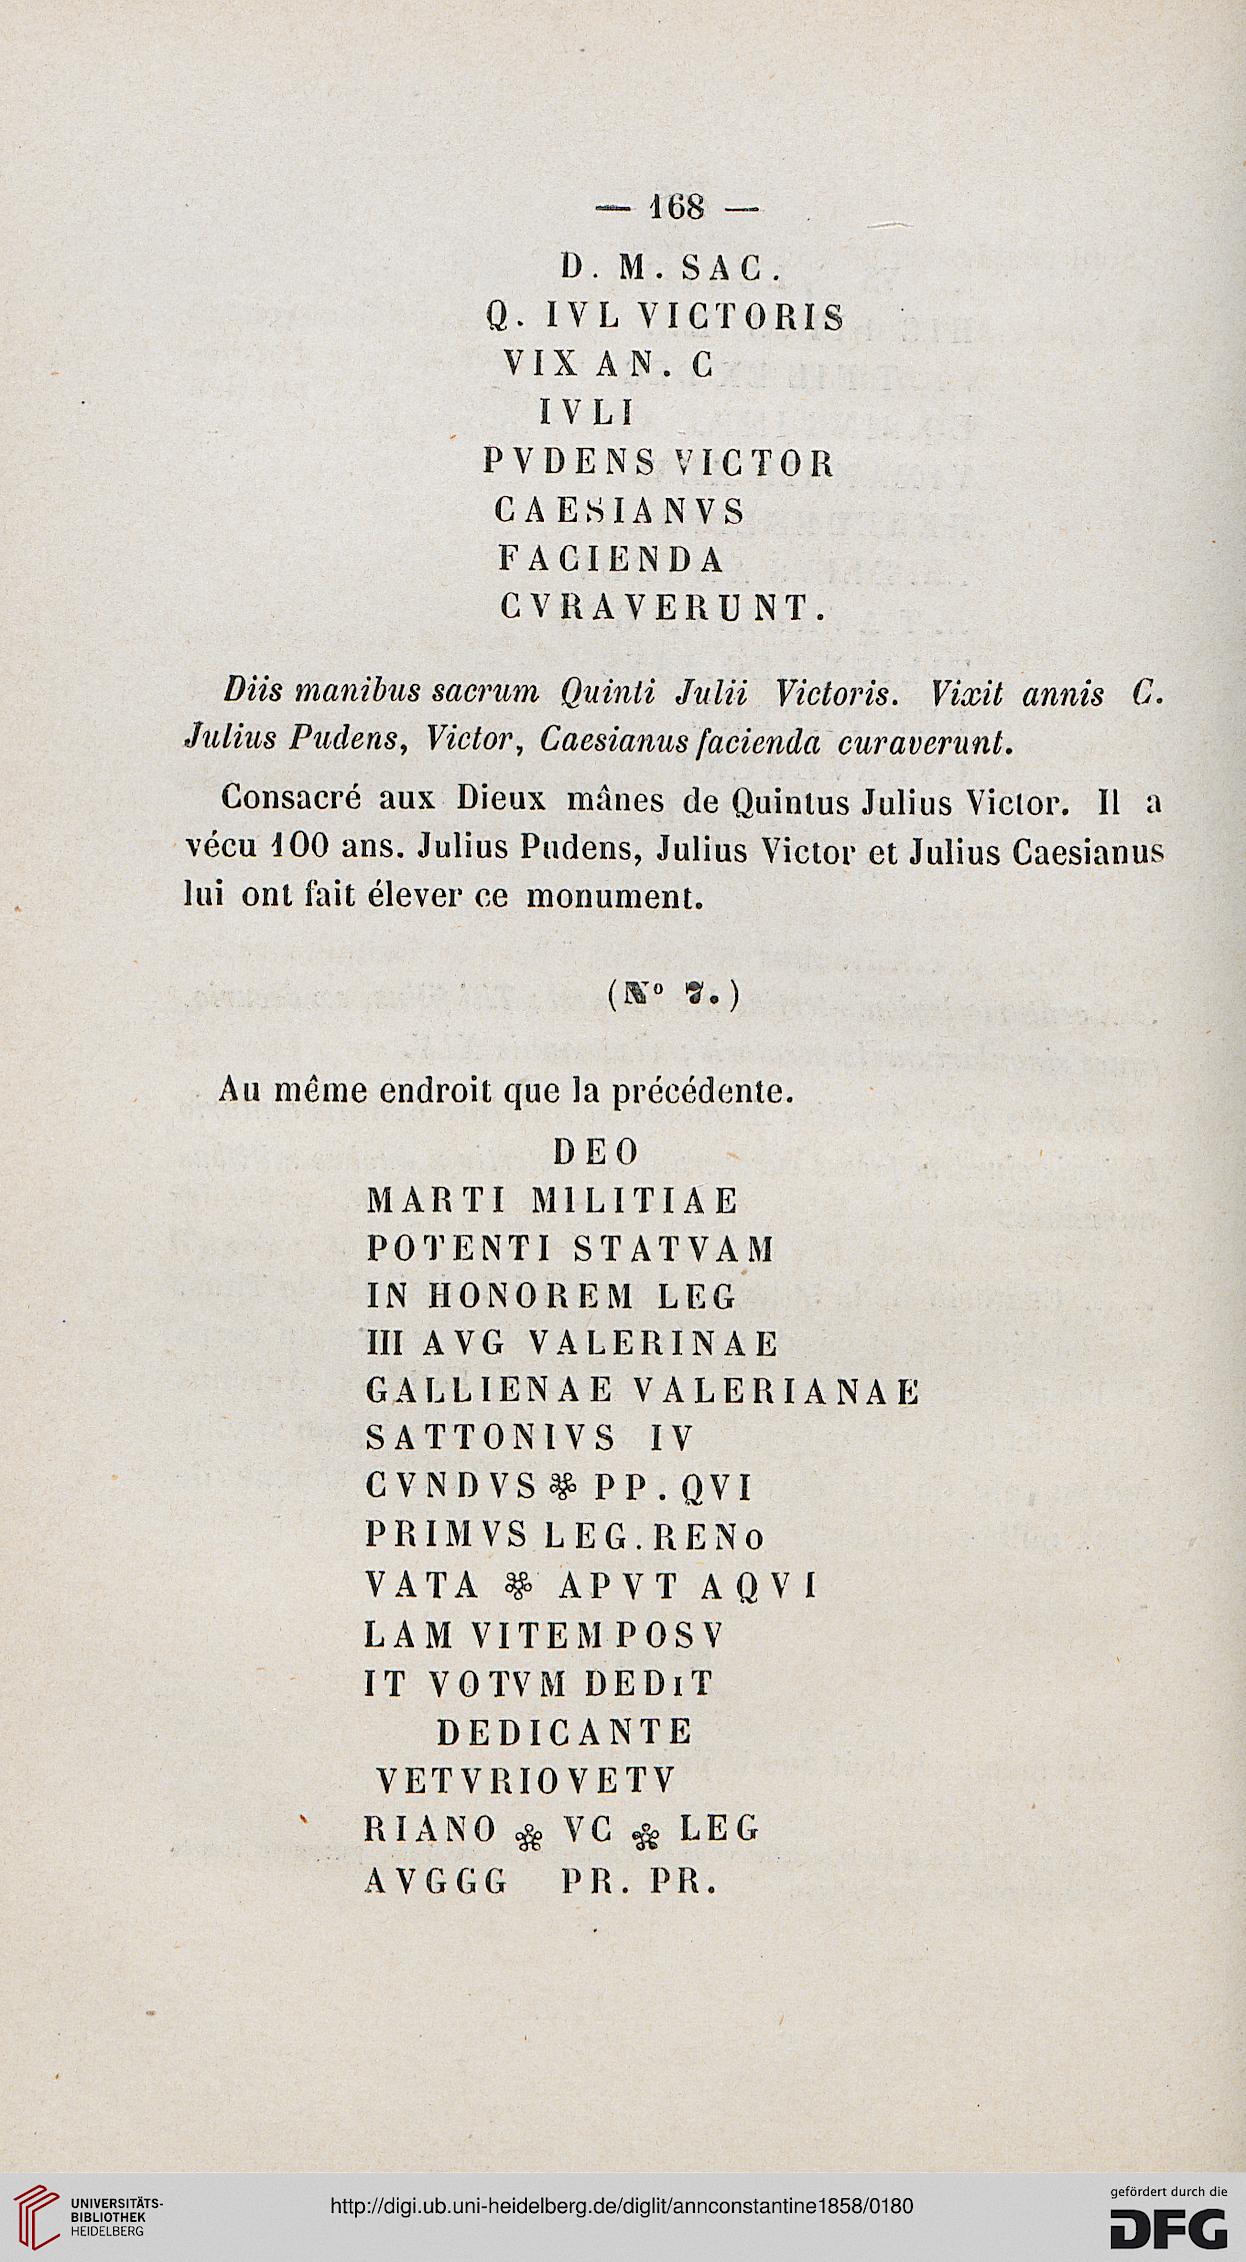 — 168 —
D. M. SAC.
Q. IVL VICTORIS
VIX AN. C
IVLI
PVDENS VICTOR
CAESIANVS
FACIENDA
CVRAVERUNT.
Diis manibus sacrum Quinti Julii Victoris. Vixit annis C.
Julius Pudens, Victor, Caesianus facienda curaverunt.
Consacré aux Dieux mânes de Quintus Julius Victor. Il a
vécu 100 ans. Julius Pudens, Julius Victor et Julius Caesianus
lui ont fait élever ce monument.
(N° 7.)
Au même endroit que la précédente.
DEO
MARTI M1LITIAE
POTENTI STATVAM
IN HONOREM LEG
III AVG VALERINAE
GALLIENAE VALERIANAE
SATTONIVS IV
CVNDVS PP. QVI
PRIMVS LEG. RENo
VATA APVT AQVI
LAM VITEM POSV
IT VOTVM DEDiT
DEDICANTE
VETVRIO VETV
RIANO VC LEG
AVGGG PR. PR.
UNIVERSITÄTS-
BIBLIOTHEK
HEIDELBERG
http://digi.ub.uni-heidelberg.de/diglit/annconstantine1858/0180
gefördert durch die
DFG